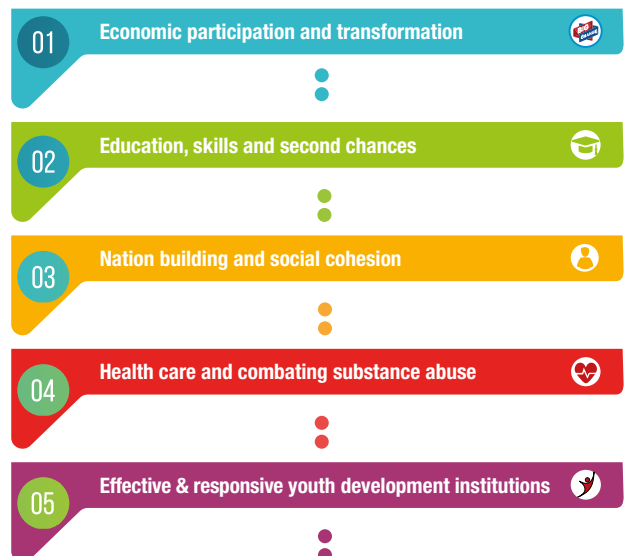 01
Economic participation and transformation
02
Education, skills and second chances
03
Nation building and social cohesion
04
Health care and combating substance abuse
05
Effective & responsive youth development institutions